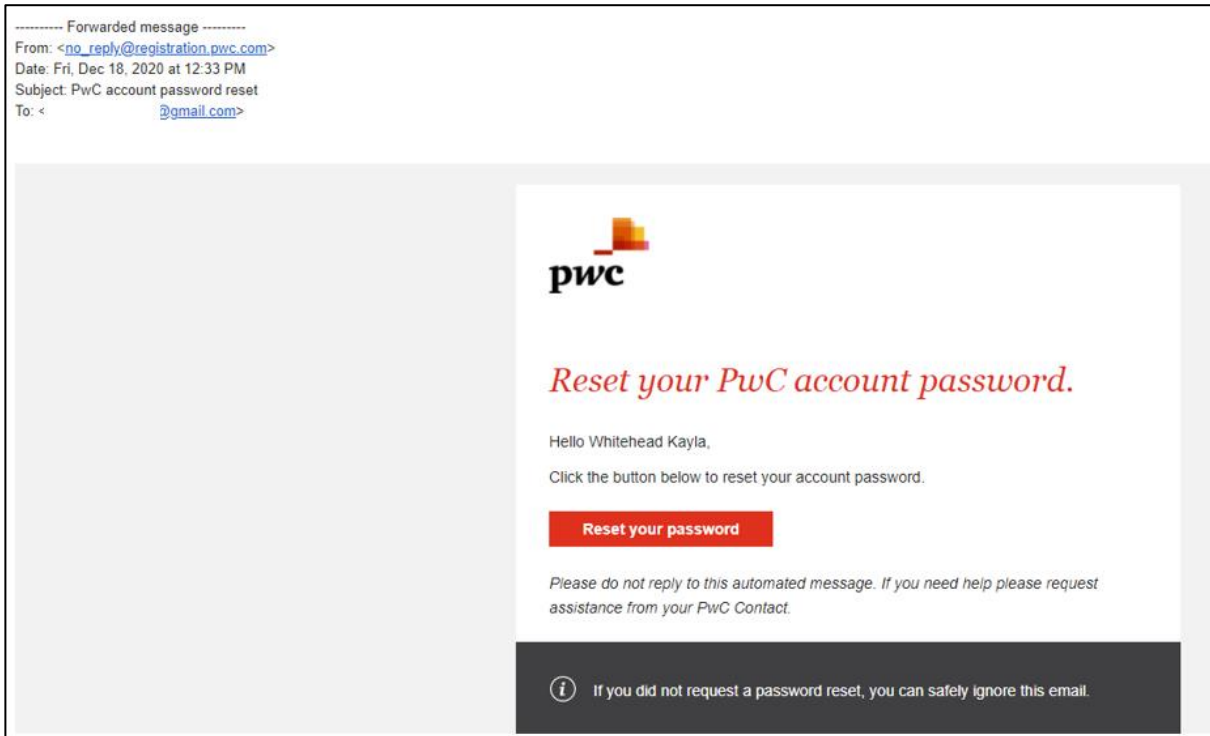 ---------- Forwarded message ---------
From: <no_reply@registration.pwc.com>
Date: Fri, Dec 18, 2020 at 12:33 PM
Subject: PwC account password reset
To: < @gmail.com>
pwc
Reset your PwC account password.
Hello Whitehead Kayla,
Click the button below to reset your account password.
Reset your password
Please do not reply to this automated message. If you need help please request
assistance from your PwC Contact.
i If you did not request a password reset, you can safely ignore this email.